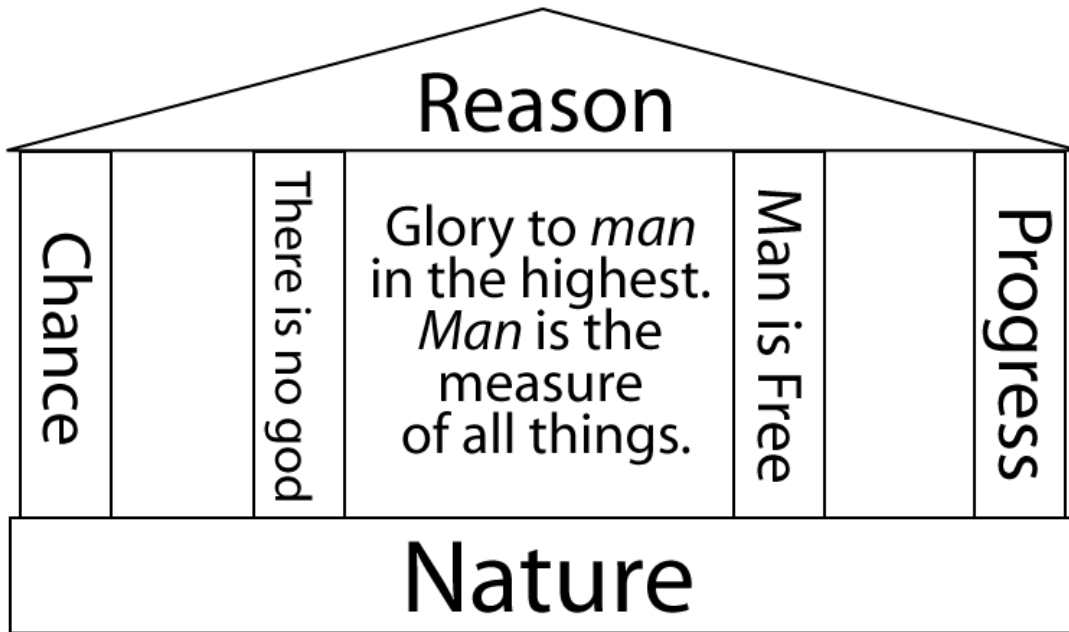 Reason
Chance
There is no god
Glory to man
in the highest.
Man is the
measure
of all things.
Man is Free
Progress
Nature